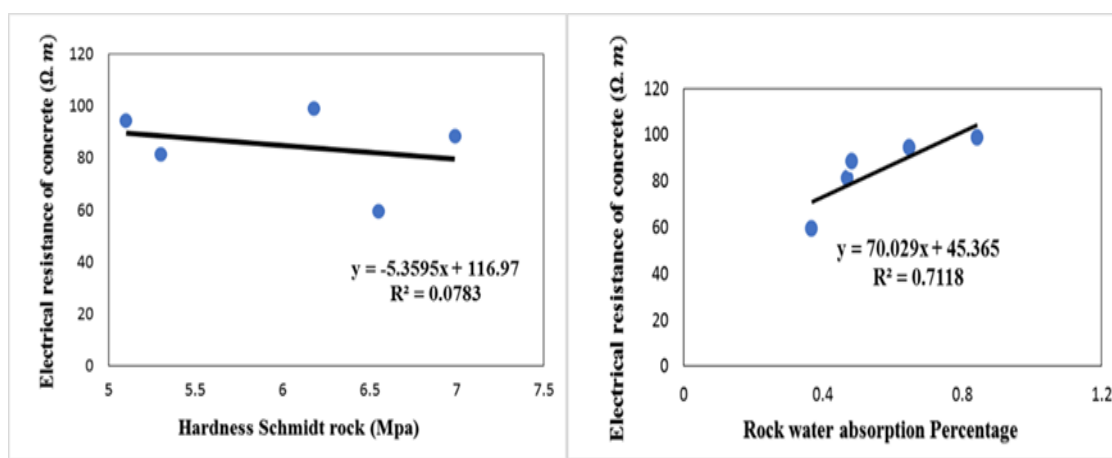 Electrical resistance of concrete (Ω. m)
120
100
80
60
40
20
0
y = -5.3595x + 116.97
R² = 0.0783
5 5.5 6 6.5 7 7.5
Hardness Schmidt rock (Mpa)
Electrical resistance of concrete (Ω. m)
120
100
80
60
40
20
0
y = 70.029x + 45.365
R² = 0.7118
0 0.4 0.8 1.2
Rock water absorption Percentage